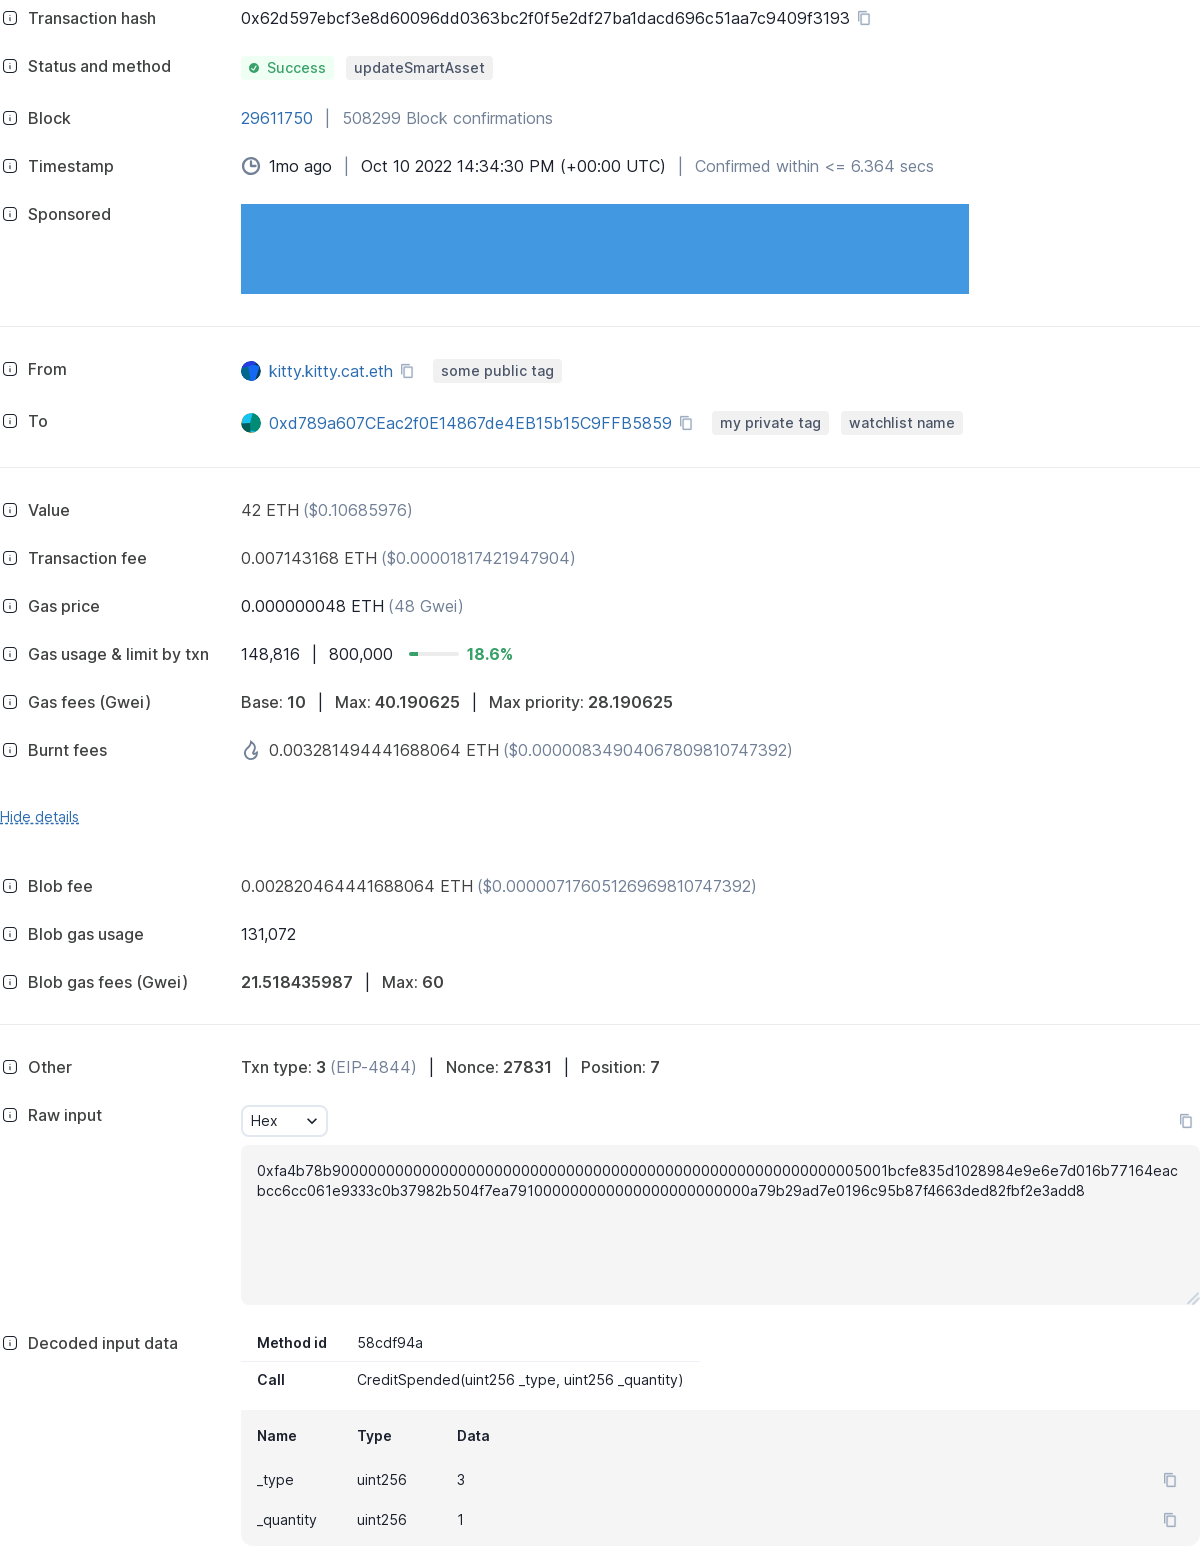 Transaction hash 0x62d597ebcf3e8d60096dd0363bc2f0f5e2df27ba1dacd696c51aa7c9409f3193
Status and method Success updateSmartAsset
Block 29611750 | 508299 Block confirmations
Timestamp 1mo ago | Oct 10 2022 14:34:30 PM (+00:00 UTC) | Confirmed within <= 6.364 secs
Sponsored
From kitty.kitty.cat.eth some public tag
To 0xd789a607CEac2f0E14867de4EB15b15C9FFB5859 my private tag watchlist name
Value 42 ETH ($0.10685976)
Transaction fee 0.007143168 ETH ($0.00001817421947904)
Gas price 0.000000048 ETH (48 Gwei)
Gas usage & limit by txn 148,816 | 800,000 18.6%
Gas fees (Gwei) Base: 10 | Max: 40.190625 | Max priority: 28.190625
Burnt fees 0.003281494441688064 ETH ($0.00000834904067809810747392)
Hide details
Blob fee 0.002820464441688064 ETH ($0.00000717605126969810747392)
Blob gas usage 131,072
Blob gas fees (Gwei) 21.518435987 | Max: 60
Other Txn type: 3 (EIP-4844) | Nonce: 27831 | Position: 7
Raw input Hex
0xfa4b78b90000000000000000000000000000000000000000000000000000000005001bcfe835d1028984e9e6e7d016b77164eac
bcc6cc061e9333c0b37982b504f7ea791000000000000000000000000a79b29ad7e0196c95b87f4663ded82fbf2e3add8
Decoded input data Method id 58cdf94a
Call CreditSpended(uint256 _type, uint256 _quantity)
Name Type Data
_type uint256 3
_quantity uint256 1